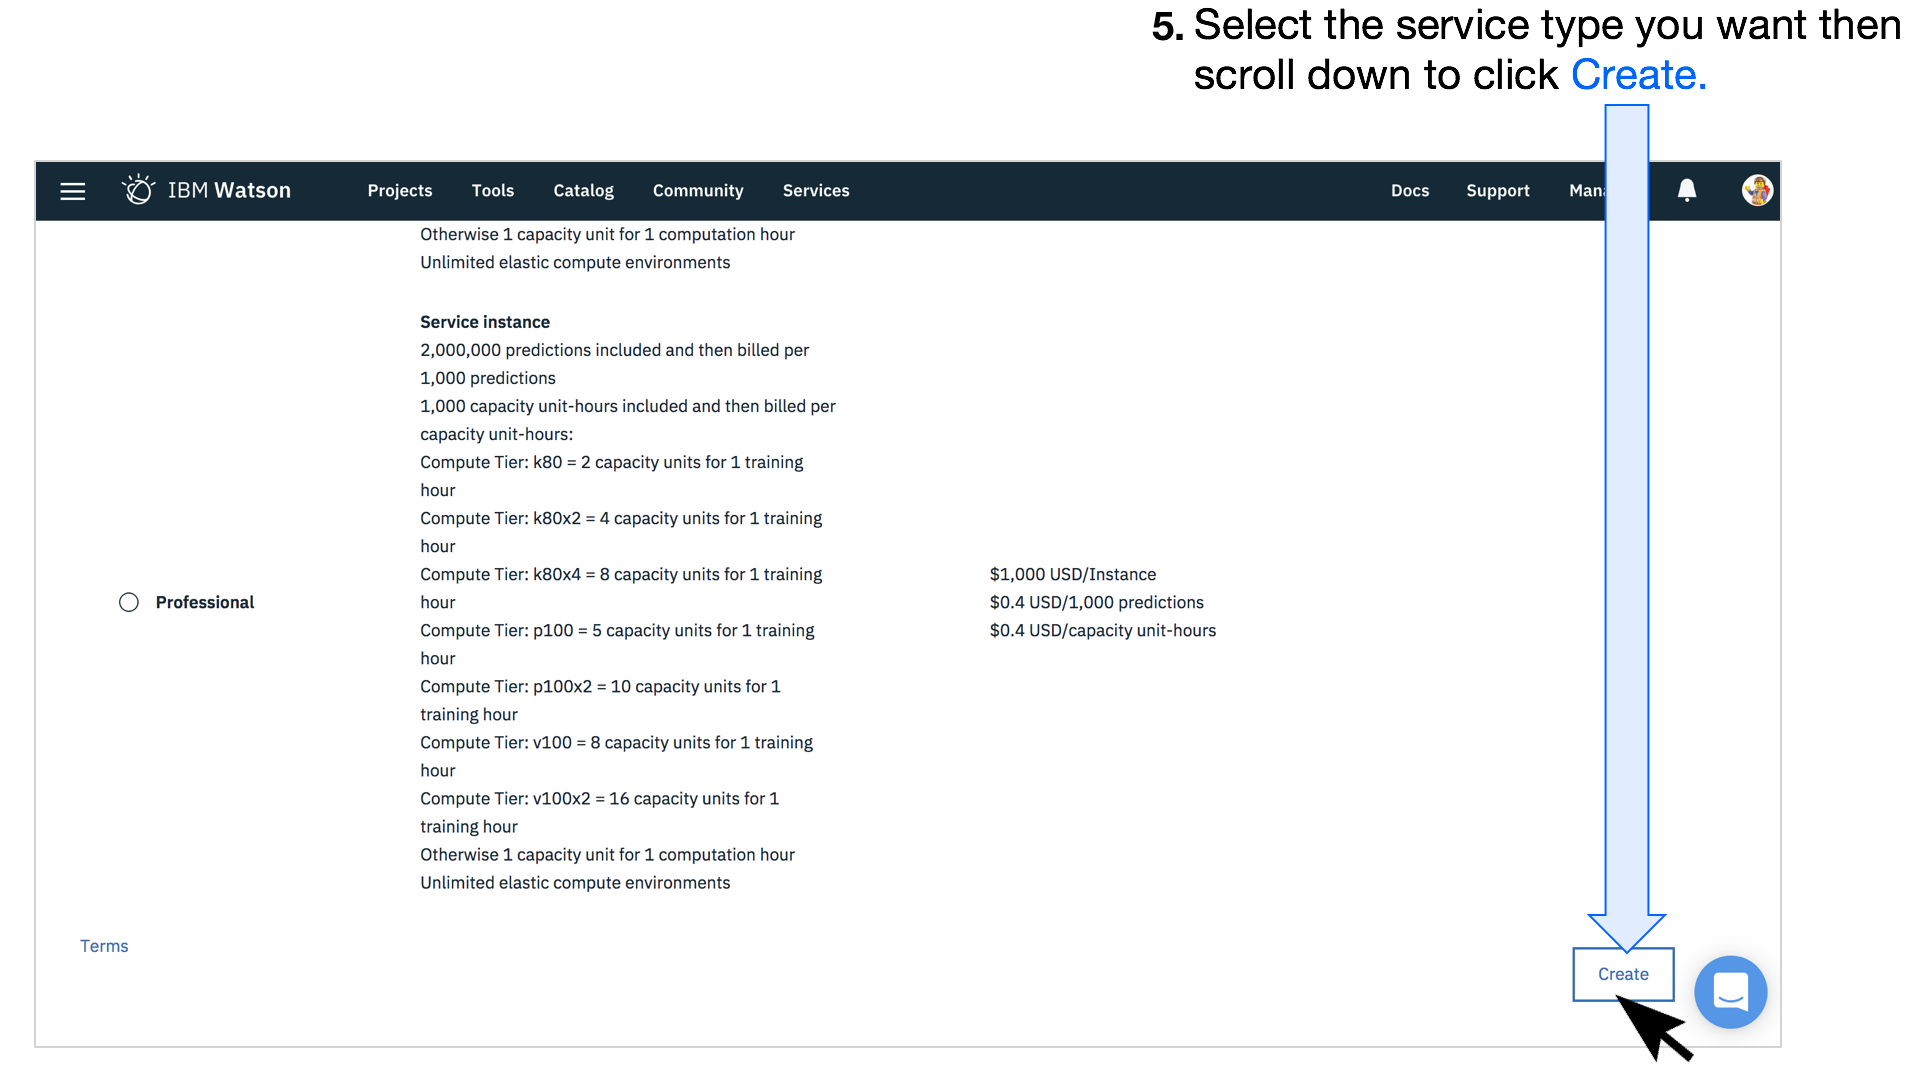 5. Select the service type you want then
scroll down to click Create.
IBM Watson Projects Tools Catalog Community Services Docs Support
Otherwise 1 capacity unit for 1 computation hour
Unlimited elastic compute environments
Service instance
2,000,000 predictions included and then billed per
1,000 predictions
1,000 capacity unit-hours included and then billed per
capacity unit-hours:
Compute Tier: k80 = 2 capacity units for 1 training
hour
Compute Tier: k80x2 = 4 capacity units for 1 training
hour
Compute Tier: k80x4 = 8 capacity units for 1 training
hour
Compute Tier: p100 = 5 capacity units for 1 training
hour
Compute Tier: p100x2 = 10 capacity units for 1
training hour
Compute Tier: v100 = 8 capacity units for 1 training
hour
Compute Tier: v100x2 = 16 capacity units for 1
training hour
Otherwise 1 capacity unit for 1 computation hour
Unlimited elastic compute environments
Professional
$1,000 USD/Instance
$0.4 USD/1,000 predictions
$0.4 USD/capacity unit-hours
Terms
Create